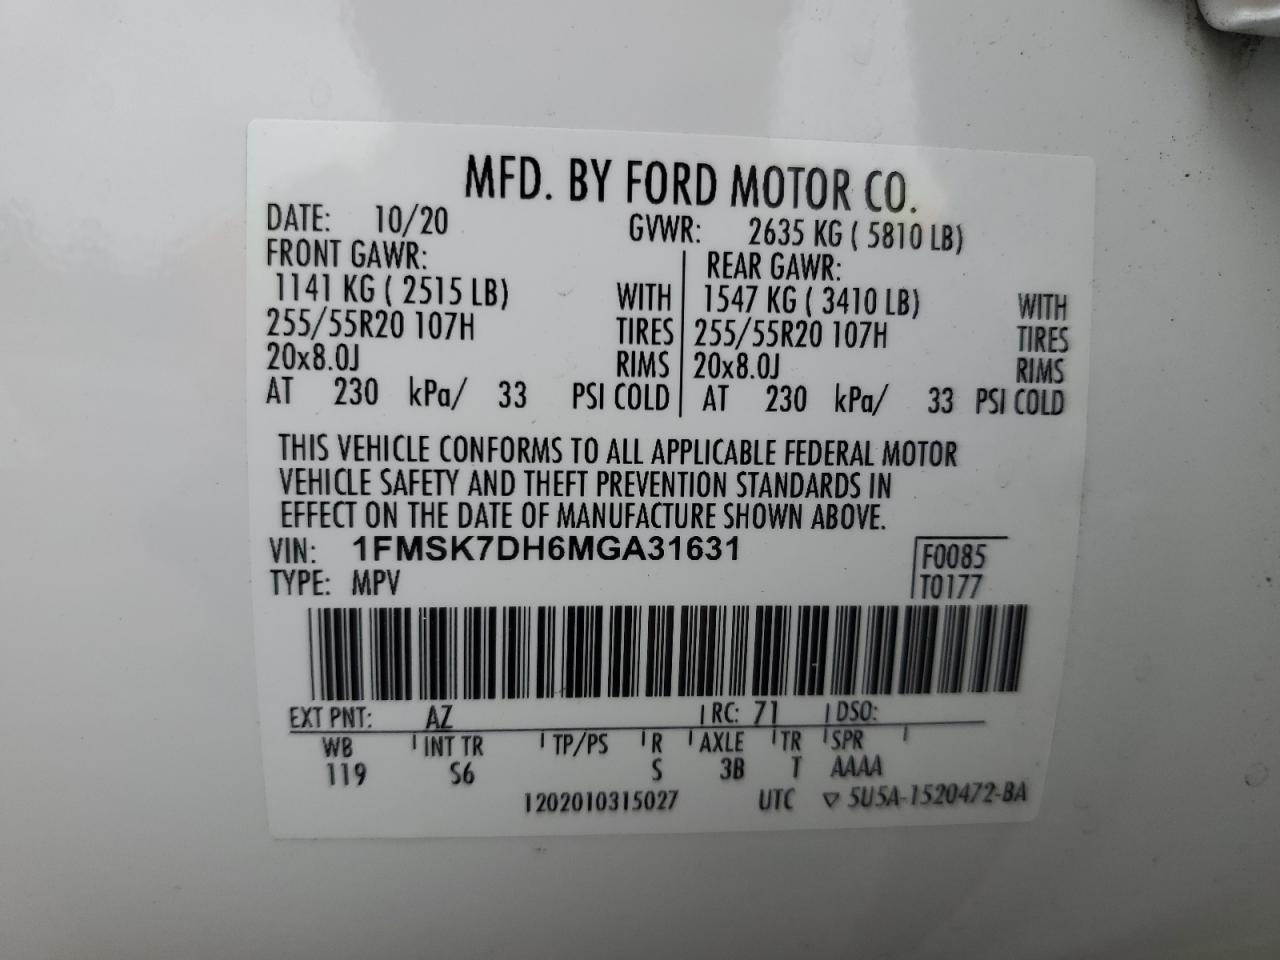 MFD. BY FORD MOTOR CO.
DATE: 10/20 GVWR: 2635 KG ( 5810 LB)
FRONT GAWR: REAR GAWR:
1141 KG ( 2515 LB) WITH 1547 KG ( 3410 LB) WITH
255/55R20 107H TIRES 255/55R20 107H TIRES
20x8.0J RIMS 20x8.0J RIMS
AT 230 kPa/ 33 PSI COLD AT 230 kPa/ 33 PSI COLD
THIS VEHICLE CONFORMS TO ALL APPLICABLE FEDERAL MOTOR
VEHICLE SAFETY AND THEFT PREVENTION STANDARDS IN
EFFECT ON THE DATE OF MANUFACTURE SHOWN ABOVE.
VIN: 1FMSK7DH6MGA31631 F0085
TYPE: MPV T0177
EXT PNT: AZ RC: 71 DSO:
WB INT TR TP/PS R AXLE TR SPR
119 S6 S 3B T AAAA
1202010315027 UTC ▽ 5U5A-1520472-BA